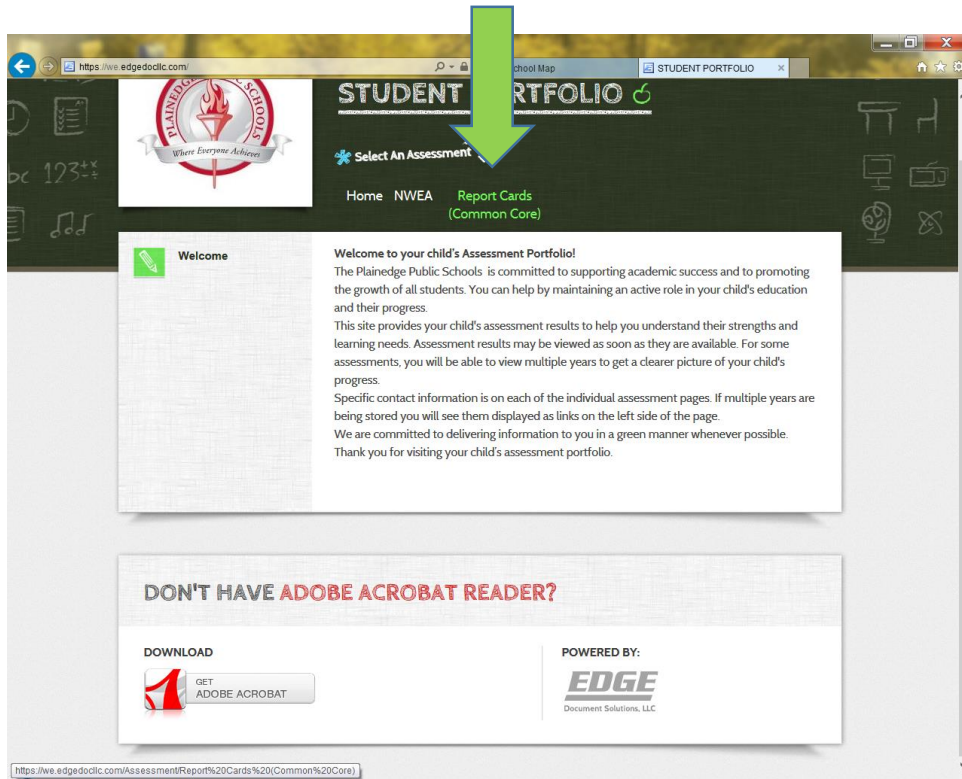 https://we.edgedocllc.com/
chool Map
STUDENT PORTFOLIO
PLAINEDGE SCHOOLS
Where Everyone Achieves
STUDENT RTFOLIO
Select An Assessment
abc 123
Home NWEA Report Cards
(Common Core)
Welcome
Welcome to your child's Assessment Portfolio!
The Plainedge Public Schools is committed to supporting academic success and to promoting
the growth of all students. You can help by maintaining an active role in your child's education
and their progress.
This site provides your child's assessment results to help you understand their strengths and
learning needs. Assessment results may be viewed as soon as they are available. For some
assessments, you will be able to view multiple years to get a clearer picture of your child's
progress.
Specific contact information is on each of the individual assessment pages. If multiple years are
being stored you will see them displayed as links on the left side of the page.
We are committed to delivering information to you in a green manner whenever possible.
Thank you for visiting your child's assessment portfolio.
DON'T HAVE ADOBE ACROBAT READER?
DOWNLOAD
GET
ADOBE ACROBAT
POWERED BY:
EDGE
Document Solutions, LLC
https://we.edgedocllc.com/Assessment/Report%20Cards%20(Common%20Core)